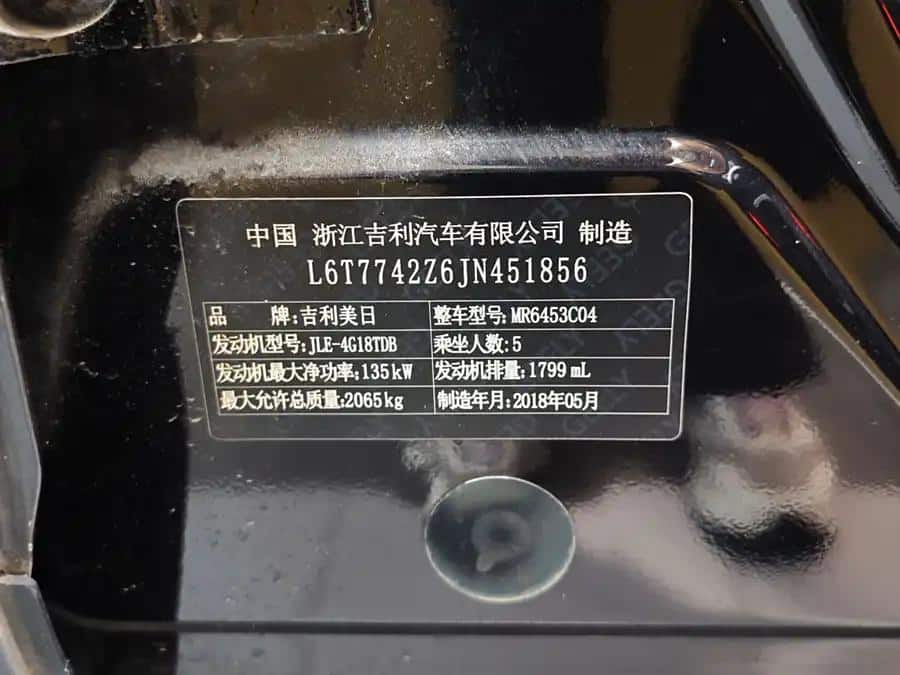 中国 浙江吉利汽车有限公司 制造
L6T7742Z6JN451856
品 牌:吉利美日 整车型号:MR6453C04
发动机型号:JLE-4G18TDB 乘坐人数:5
发动机最大净功率:135kW 发动机排量:1799mL
最大允许总质量:2065kg 制造年月:2018年05月